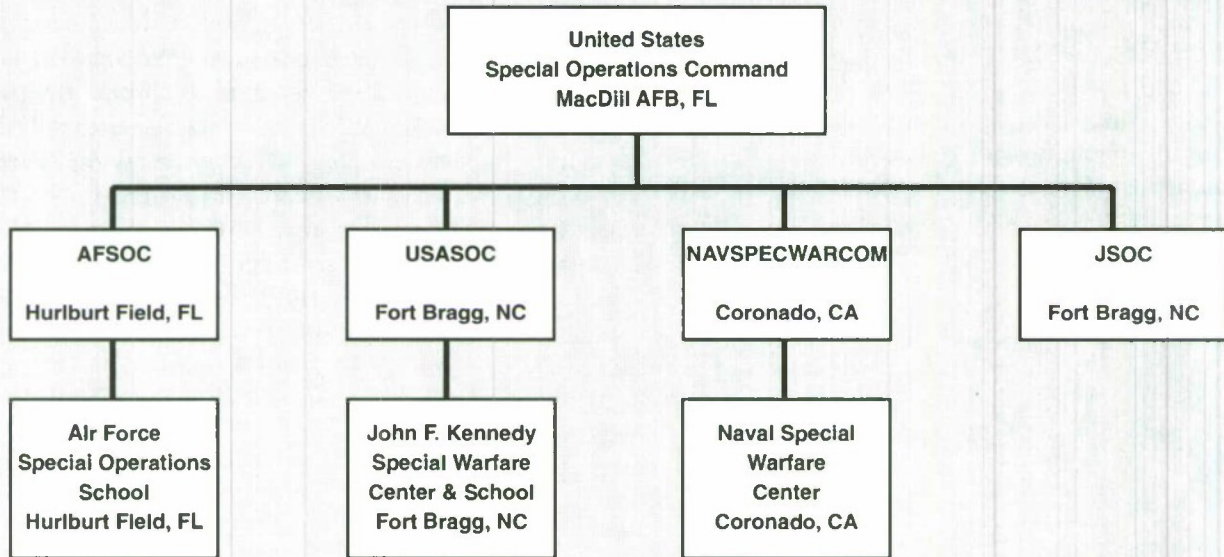 United States
Special Operations Command
MacDill AFB, FL
AFSOC
Hurlburt Field, FL
USASOC
Fort Bragg, NC
NAVSPECWARCOM
Coronado, CA
JSOC
Fort Bragg, NC
Air Force
Special Operations
School
Hurlburt Field, FL
John F. Kennedy
Special Warfare
Center & School
Fort Bragg, NC
Naval Special
Warfare
Center
Coronado, CA